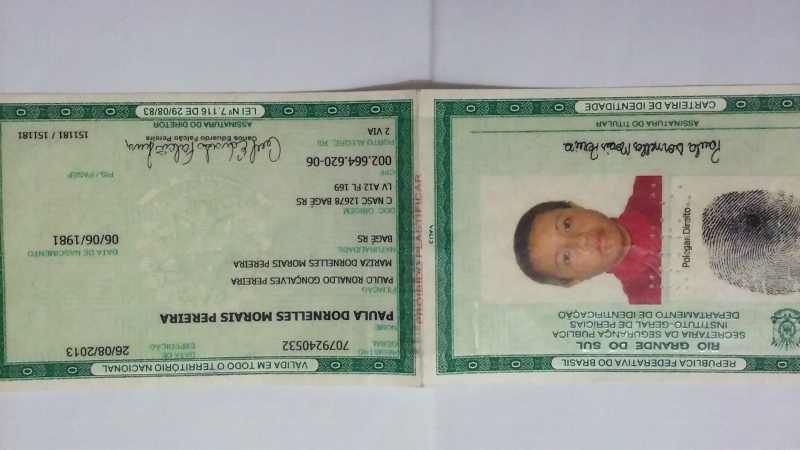 REPÚBLICA FEDERATIVA DO BRASIL
RIO GRANDE DO SUL
SECRETARIA DA SEGURANÇA PÚBLICA
INSTITUTO-GERAL DE PERÍCIAS
DEPARTAMENTO DE IDENTIFICAÇÃO
Polegar Direito
Paula Dornelles Morais Pereira
ASSINATURA DO TITULAR
CARTEIRA DE IDENTIDADE
PROIBIDO PLASTIFICAR
VÁLIDA EM TODO O TERRITÓRIO NACIONAL
REGISTRO GERAL 7079240532 DATA DE EXPEDIÇÃO 26/08/2013
NOME
PAULA DORNELLES MORAIS PEREIRA
FILIAÇÃO
PAULO RONALDO GONÇALVES PEREIRA
MARIZA DORNELLES MORAIS PEREIRA
NATURALIDADE DATA DE NASCIMENTO
BAGÉ RS 06/06/1981
DOC. ORIGEM
C NASC 12678 BAGÉ RS
LV A12 FL 169
CPF PIS / PASEP
002.664.620-06
PORTO ALEGRE, RS
2 VIA
Carlos Eduardo Falcão Pereira
151181 / 151181
ASSINATURA DO DIRETOR
LEI Nº 7.116 DE 29/08/83